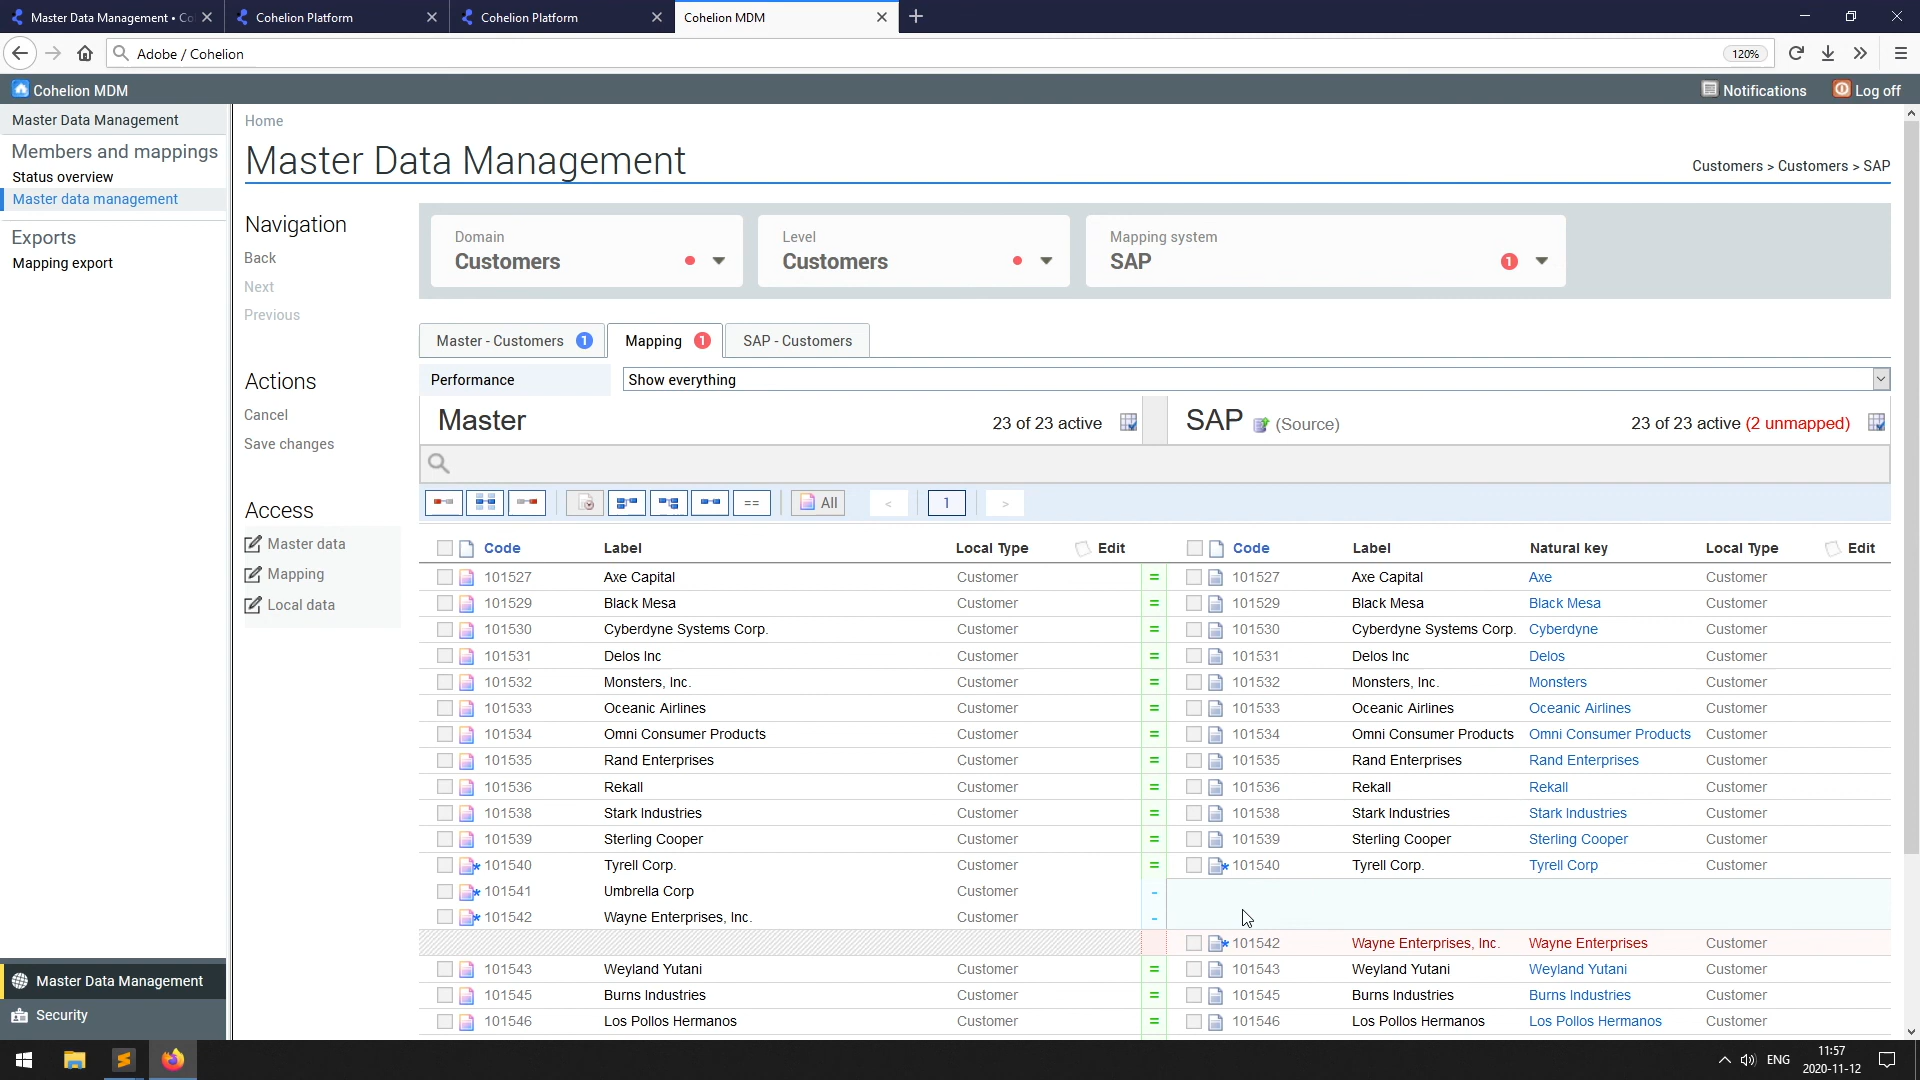 Master Data Management • Co
Cohelion Platform
Cohelion Platform
Cohelion MDM
Adobe / Cohelion
120%
Cohelion MDM
Notifications
Log off
Master Data Management
Members and mappings
Status overview
Master data management
Exports
Mapping export
Home
Master Data Management
Customers > Customers > SAP
Navigation
Back
Next
Previous
Actions
Cancel
Save changes
Access
Master data
Mapping
Local data
Domain
Customers
Level
Customers
Mapping system
SAP
1
Master - Customers 1
Mapping 1
SAP - Customers
Performance
Show everything
Master
23 of 23 active
SAP (Source)
23 of 23 active (2 unmapped)
== All < 1 >
Code Label Local Type Edit Code Label Natural key Local Type Edit
101527 Axe Capital Customer = 101527 Axe Capital Axe Customer
101529 Black Mesa Customer = 101529 Black Mesa Black Mesa Customer
101530 Cyberdyne Systems Corp. Customer = 101530 Cyberdyne Systems Corp. Cyberdyne Customer
101531 Delos Inc Customer = 101531 Delos Inc Delos Customer
101532 Monsters, Inc. Customer = 101532 Monsters, Inc. Monsters Customer
101533 Oceanic Airlines Customer = 101533 Oceanic Airlines Oceanic Airlines Customer
101534 Omni Consumer Products Customer = 101534 Omni Consumer Products Omni Consumer Products Customer
101535 Rand Enterprises Customer = 101535 Rand Enterprises Rand Enterprises Customer
101536 Rekall Customer = 101536 Rekall Rekall Customer
101538 Stark Industries Customer = 101538 Stark Industries Stark Industries Customer
101539 Sterling Cooper Customer = 101539 Sterling Cooper Sterling Cooper Customer
* 101540 Tyrell Corp. Customer = * 101540 Tyrell Corp. Tyrell Corp Customer
* 101541 Umbrella Corp Customer -
* 101542 Wayne Enterprises, Inc. Customer -
* 101542 Wayne Enterprises, Inc. Wayne Enterprises Customer
101543 Weyland Yutani Customer = 101543 Weyland Yutani Weyland Yutani Customer
101545 Burns Industries Customer = 101545 Burns Industries Burns Industries Customer
101546 Los Pollos Hermanos Customer = 101546 Los Pollos Hermanos Los Pollos Hermanos Customer
Master Data Management
Security
ENG
11:57
2020-11-12